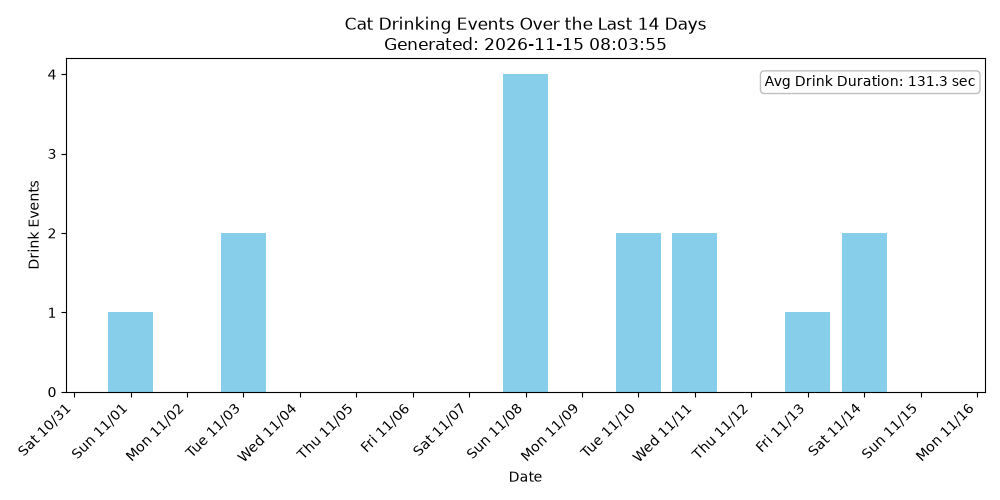 Cat Drinking Events Over the Last 14 Days
Generated: 2026-11-15 08:03:55
Avg Drink Duration: 131.3 sec
Drink Events
4
3
2
1
0
Sat 10/31
Sun 11/01
Mon 11/02
Tue 11/03
Wed 11/04
Thu 11/05
Fri 11/06
Sat 11/07
Sun 11/08
Mon 11/09
Tue 11/10
Wed 11/11
Thu 11/12
Fri 11/13
Sat 11/14
Sun 11/15
Mon 11/16
Date